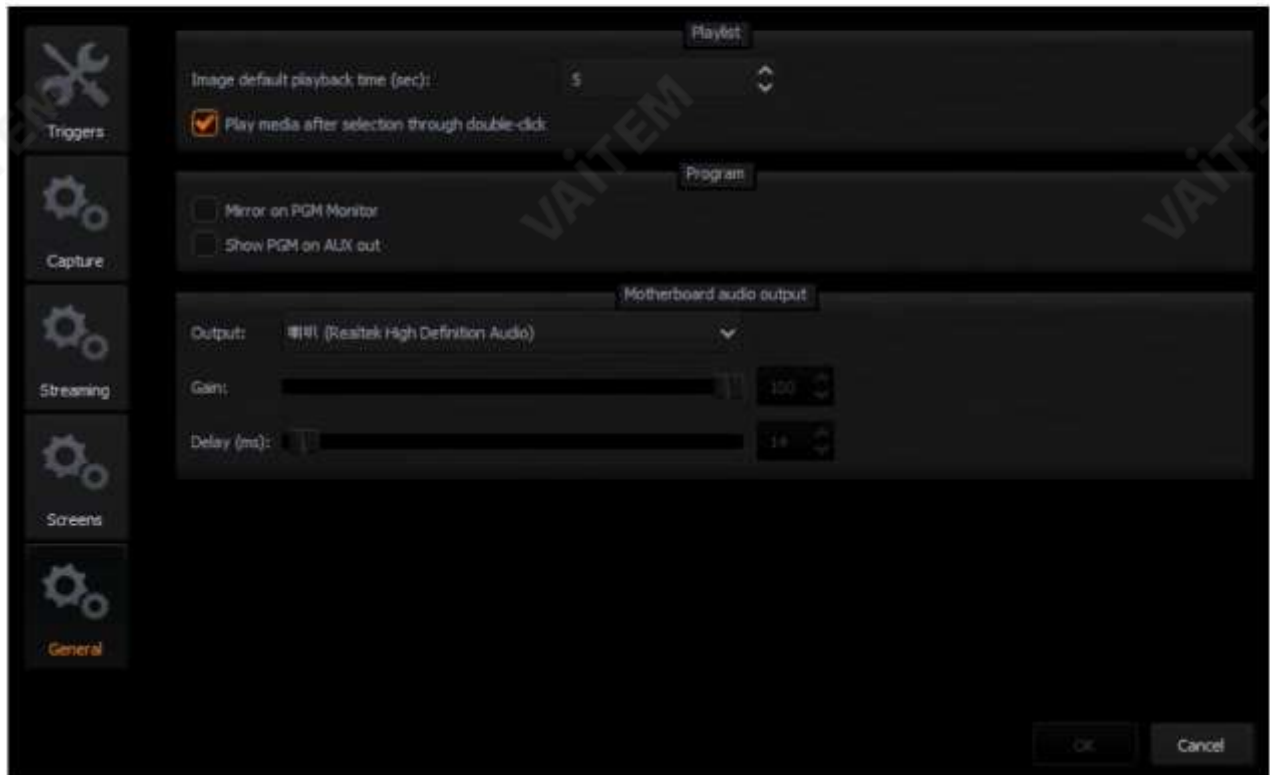 Playlist
Triggers
Image default playback time (sec): 5
Play media after selection through double-click
Program
Capture
Mirror on PGM Monitor
Show PGM on AUX out
Motherboard audio output
Streaming
Output: 喇叭 (Realtek High Definition Audio)
Gain: 100
Delay (ms): 14
Screens
General
OK Cancel
VAiTEM
VAiTEM